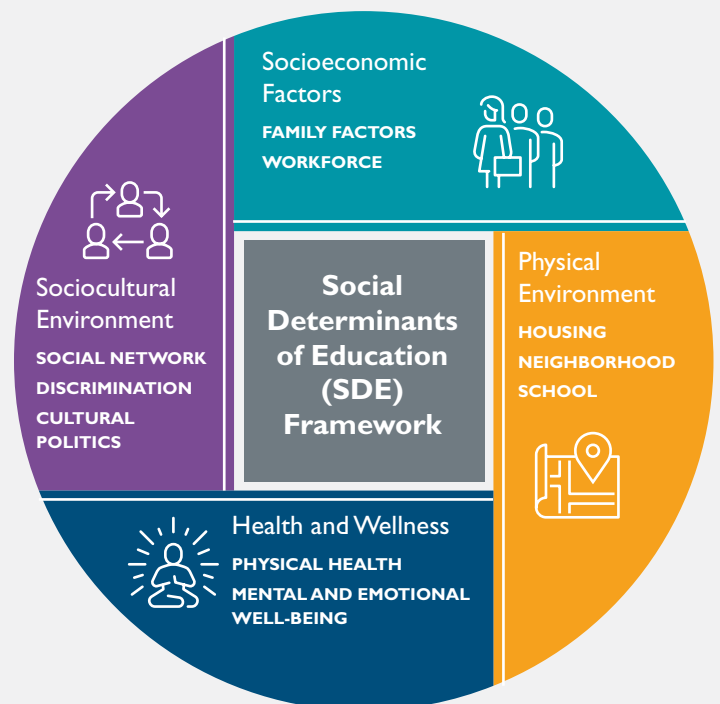 Socioeconomic
Factors
FAMILY FACTORS
WORKFORCE
Sociocultural
Environment
SOCIAL NETWORK
DISCRIMINATION
CULTURAL
POLITICS
Social
Determinants
of Education
(SDE)
Framework
Physical
Environment
HOUSING
NEIGHBORHOOD
SCHOOL
Health and Wellness
PHYSICAL HEALTH
MENTAL AND EMOTIONAL
WELL-BEING